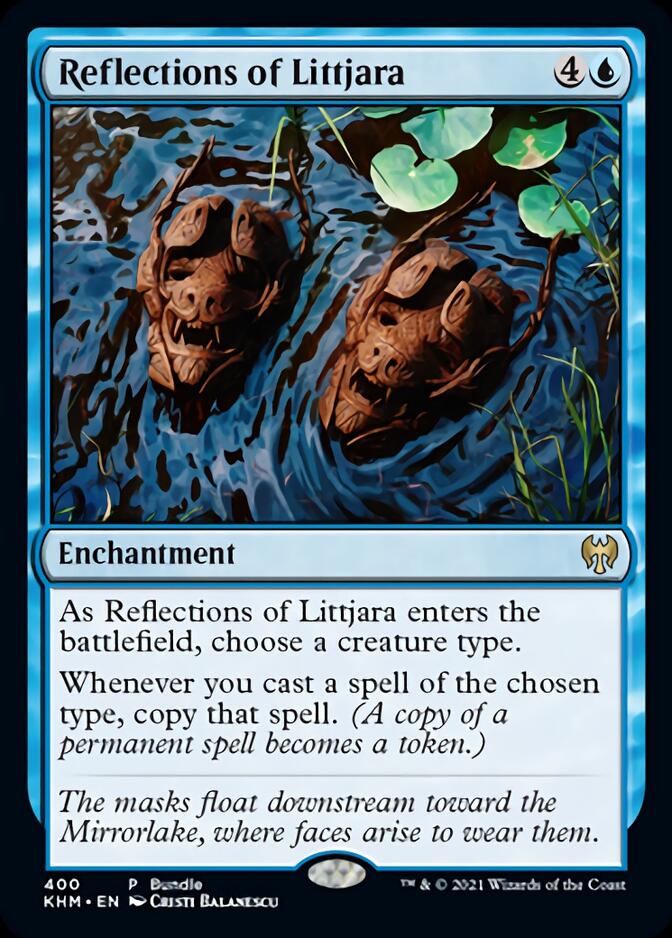 Reflections of Littjara 4
Enchantment
As Reflections of Littjara enters the
battlefield, choose a creature type.
Whenever you cast a spell of the chosen
type, copy that spell. (A copy of a
permanent spell becomes a token.)
The masks float downstream toward the
Mirrorlake, where faces arise to wear them.
400 P Bundle ™ & © 2021 Wizards of the Coast
KHM • EN Cristi Balanescu